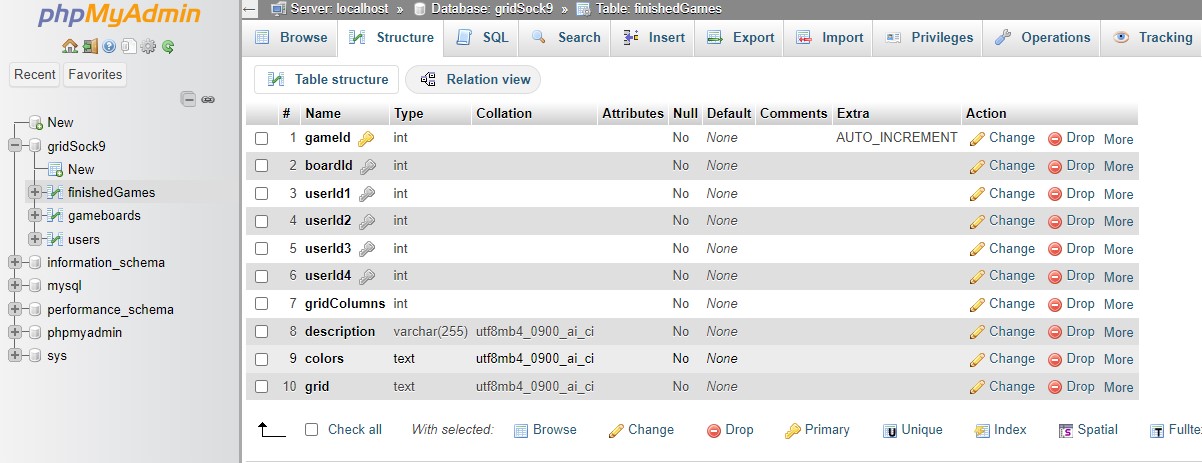 phpMyAdmin
Recent Favorites
New
gridSock9
New
finishedGames
gameboards
users
information_schema
mysql
performance_schema
phpmyadmin
sys
Server: localhost » Database: gridSock9 » Table: finishedGames
Browse Structure SQL Search Insert Export Import Privileges Operations Tracking
Table structure Relation view
# Name Type Collation Attributes Null Default Comments Extra Action
1 gameId int No None AUTO_INCREMENT Change Drop More
2 boardId int No None Change Drop More
3 userId1 int No None Change Drop More
4 userId2 int No None Change Drop More
5 userId3 int No None Change Drop More
6 userId4 int No None Change Drop More
7 gridColumns int No None Change Drop More
8 description varchar(255) utf8mb4_0900_ai_ci No None Change Drop More
9 colors text utf8mb4_0900_ai_ci No None Change Drop More
10 grid text utf8mb4_0900_ai_ci No None Change Drop More
Check all With selected: Browse Change Drop Primary Unique Index Spatial Fullte